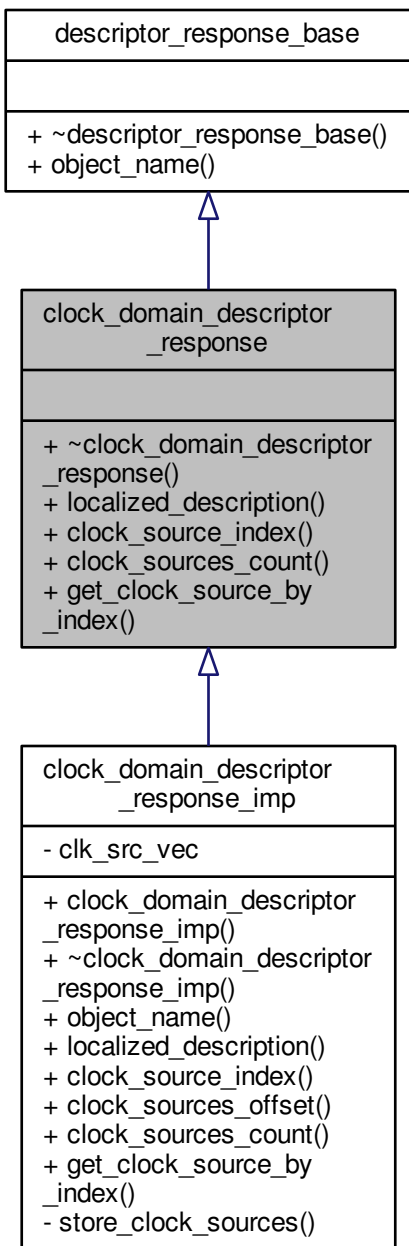 descriptor_response_base
+ ~descriptor_response_base()
+ object_name()
clock_domain_descriptor
_response
+ ~clock_domain_descriptor
_response()
+ localized_description()
+ clock_source_index()
+ clock_sources_count()
+ get_clock_source_by
_index()
clock_domain_descriptor
_response_imp
- clk_src_vec
+ clock_domain_descriptor
_response_imp()
+ ~clock_domain_descriptor
_response_imp()
+ object_name()
+ localized_description()
+ clock_source_index()
+ clock_sources_offset()
+ clock_sources_count()
+ get_clock_source_by
_index()
- store_clock_sources()